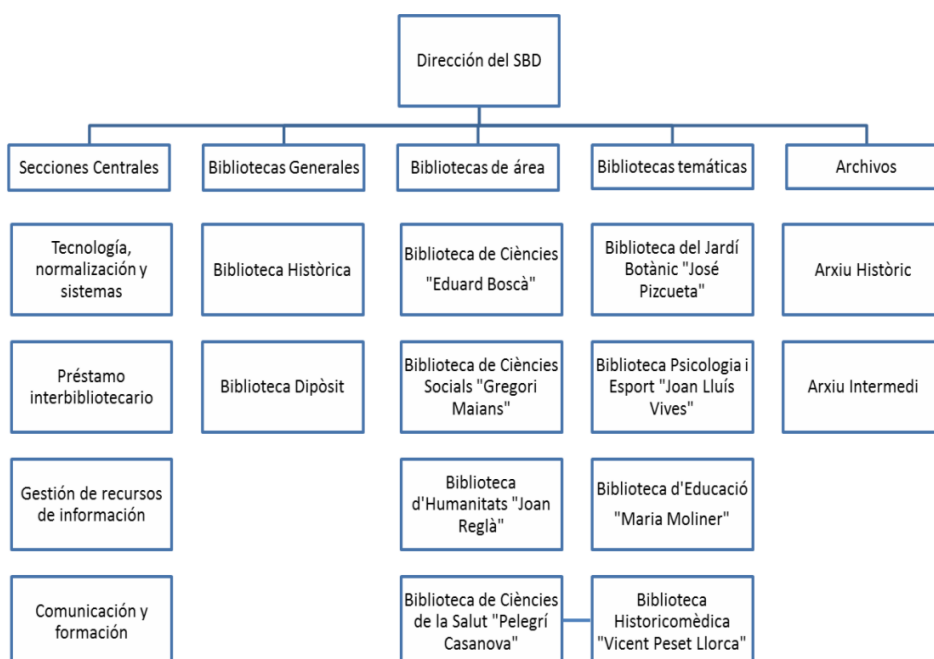 Dirección del SBD
Secciones Centrales
Bibliotecas Generales
Bibliotecas de área
Bibliotecas temáticas
Archivos
Tecnología,
normalización y
sistemas
Biblioteca Històrica
Biblioteca de Ciències
"Eduard Boscà"
Biblioteca del Jardí
Botànic "José
Pizcueta"
Arxiu Històric
Préstamo
interbibliotecario
Biblioteca Dipòsit
Biblioteca de Ciències
Socials "Gregori
Maians"
Biblioteca Psicologia i
Esport "Joan Lluís
Vives"
Arxiu Intermedi
Gestión de recursos
de información
Biblioteca
d'Humanitats "Joan
Reglà"
Biblioteca d'Educació
"Maria Moliner"
Comunicación y
formación
Biblioteca de Ciències
de la Salut "Pelegrí
Casanova"
Biblioteca
Historicomèdica
"Vicent Peset Llorca"